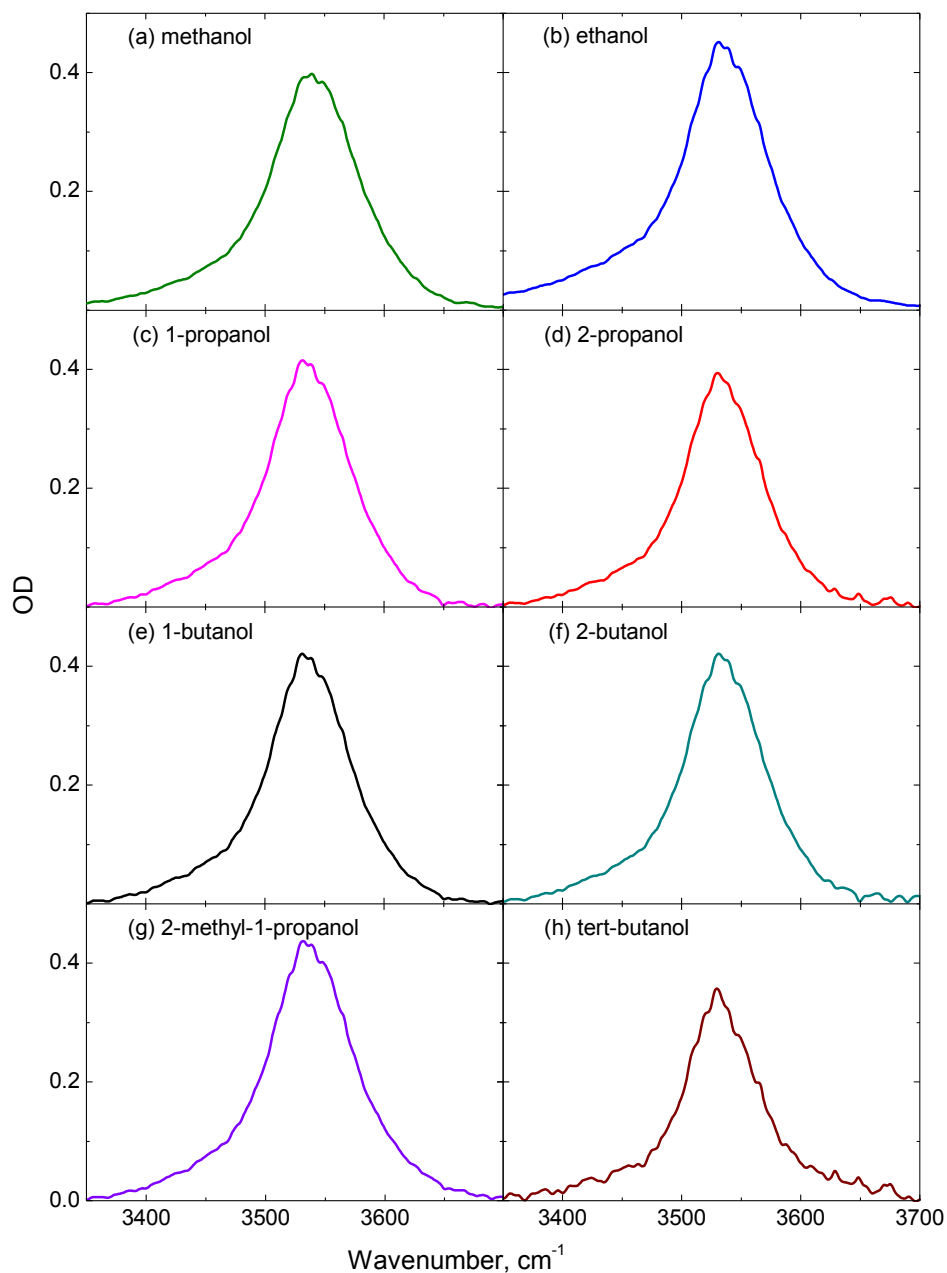 (a) methanol
(b) ethanol
0.4
0.2
(c) 1-propanol
(d) 2-propanol
0.4
0.2
OD
(e) 1-butanol
(f) 2-butanol
0.4
0.2
(g) 2-methyl-1-propanol
(h) tert-butanol
0.4
0.2
0.0
3400 3500 3600 3400 3500 3600 3700
Wavenumber, cm⁻¹